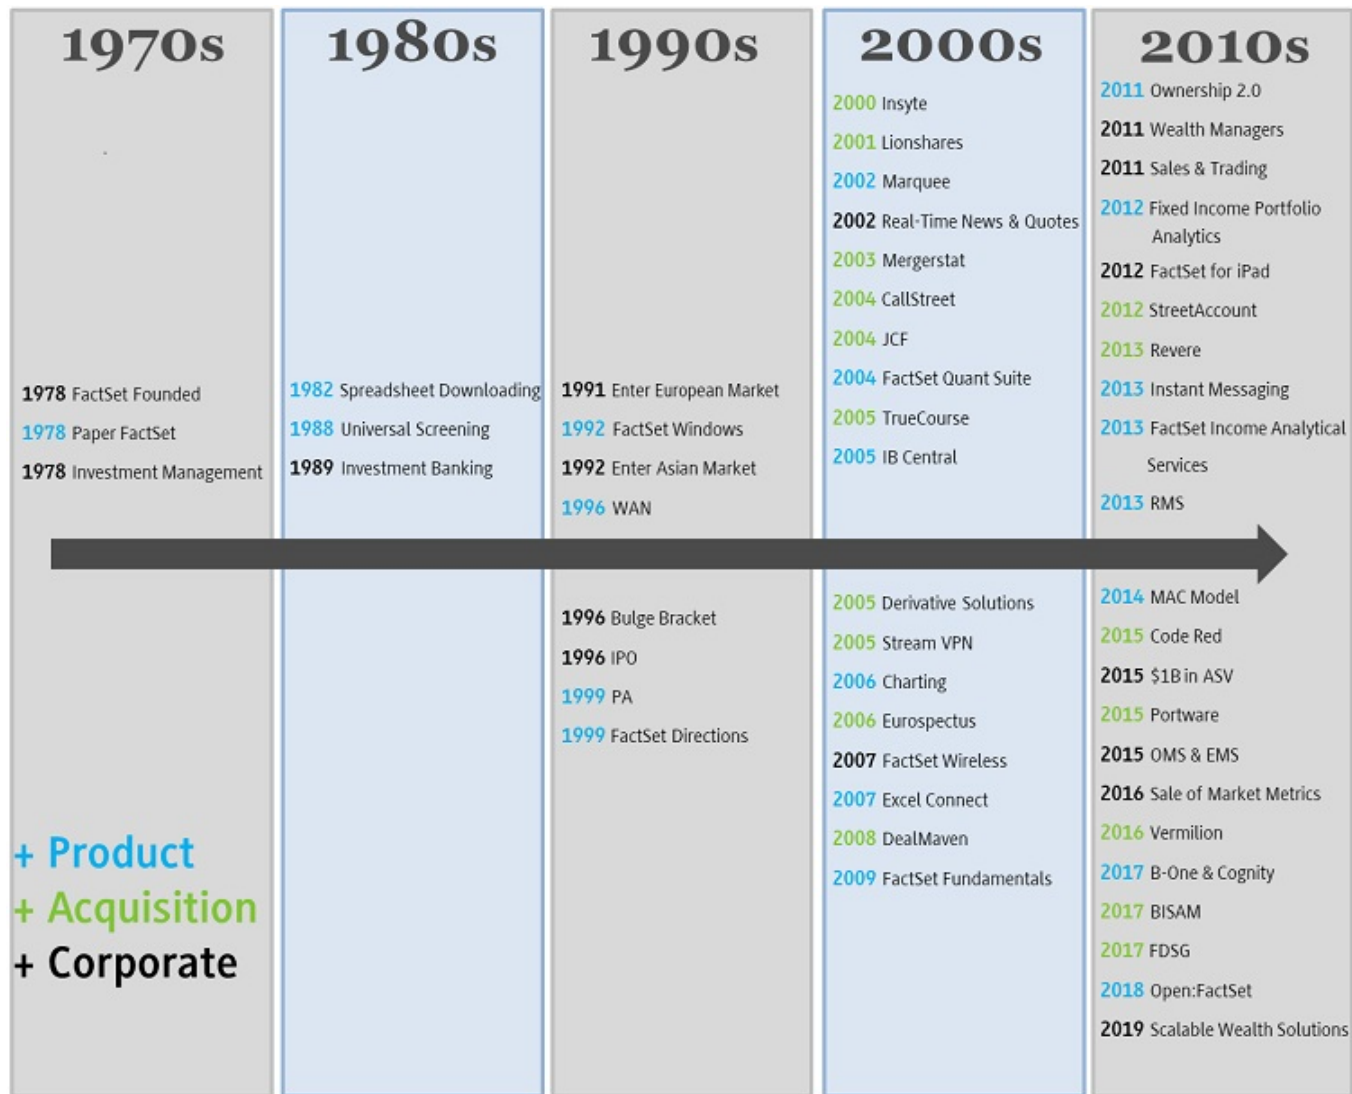 1970s
1978 FactSet Founded
1978 Paper FactSet
1978 Investment Management
+ Product
+ Acquisition
+ Corporate
1980s
1982 Spreadsheet Downloading
1988 Universal Screening
1989 Investment Banking
1990s
1991 Enter European Market
1992 FactSet Windows
1992 Enter Asian Market
1996 WAN
1996 Bulge Bracket
1996 IPO
1999 PA
1999 FactSet Directions
2000s
2000 Insyte
2001 Lionshares
2002 Marquee
2002 Real-Time News & Quotes
2003 Mergerstat
2004 CallStreet
2004 JCF
2004 FactSet Quant Suite
2005 TrueCourse
2005 IB Central
2005 Derivative Solutions
2005 Stream VPN
2006 Charting
2006 Eurospectus
2007 FactSet Wireless
2007 Excel Connect
2008 DealMaven
2009 FactSet Fundamentals
2010s
2011 Ownership 2.0
2011 Wealth Managers
2011 Sales & Trading
2012 Fixed Income Portfolio
Analytics
2012 FactSet for iPad
2012 StreetAccount
2013 Revere
2013 Instant Messaging
2013 FactSet Income Analytical
Services
2013 RMS
2014 MAC Model
2015 Code Red
2015 $1B in ASV
2015 Portware
2015 OMS & EMS
2016 Sale of Market Metrics
2016 Vermilion
2017 B-One & Cognity
2017 BISAM
2017 FDSG
2018 Open:FactSet
2019 Scalable Wealth Solutions